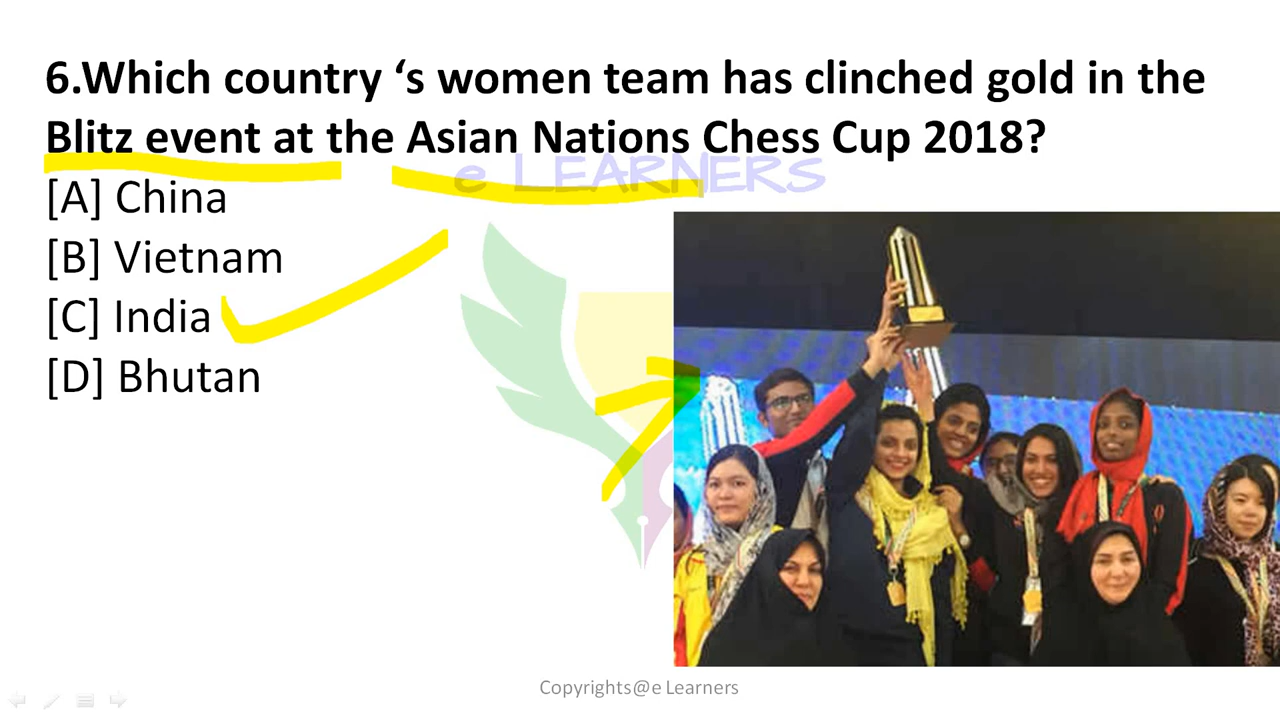 6.Which country ‘s women team has clinched gold in the
Blitz event at the Asian Nations Chess Cup 2018?
e LEARNERS
[A] China
[B] Vietnam
[C] India
[D] Bhutan
Copyrights@e Learners